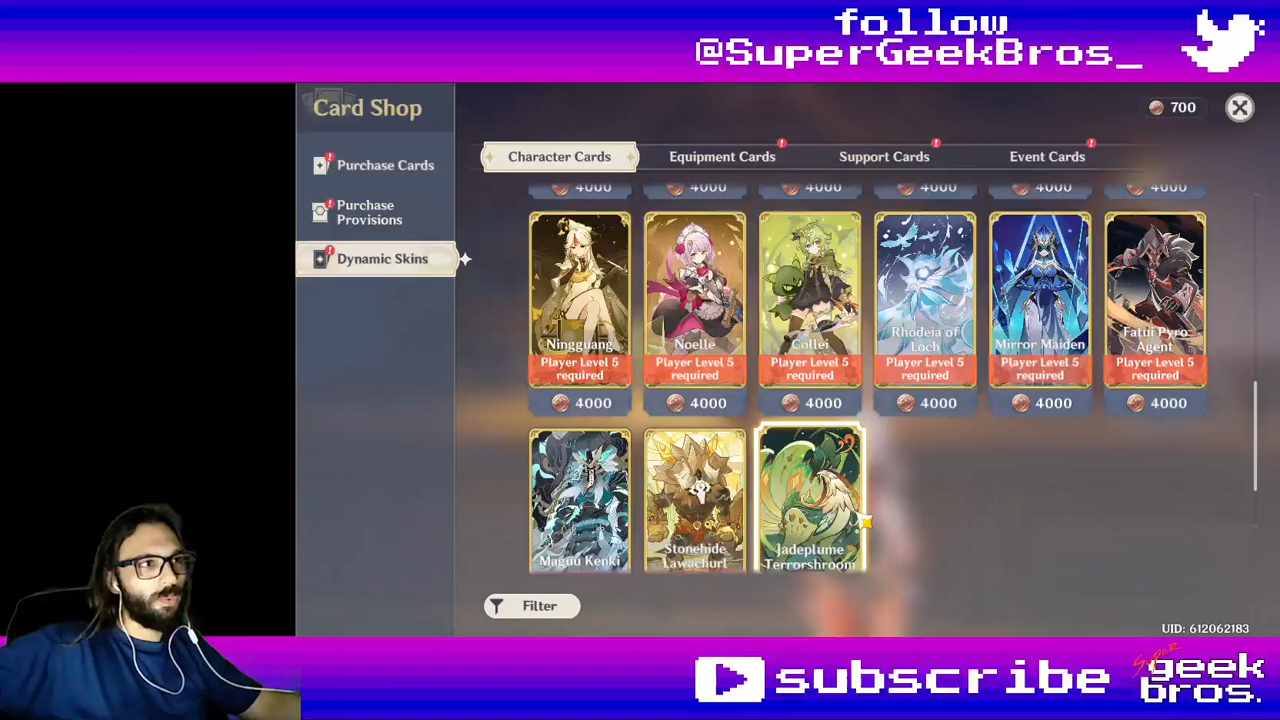 follow
@SuperGeekBros_
Card Shop
700
Purchase Cards
Purchase
Provisions
Dynamic Skins
Character Cards
Equipment Cards
Support Cards
Event Cards
4000
4000
4000
4000
4000
4000
Ningguang
Noelle
Collei
Rhodeia of
Loch
Mirror Maiden
Fatui Pyro
Agent
Player Level 5
required
Player Level 5
required
Player Level 5
required
Player Level 5
required
Player Level 5
required
Player Level 5
required
4000
4000
4000
4000
4000
4000
Maguu Kenki
Stonehide
Lawachurl
Jadeplume
Terrorshroom
Filter
UID: 612062183
subscribe
SUPER
geek
bros.